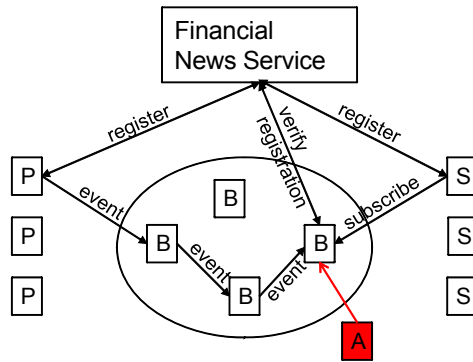 Financial
News Service
register
verify
registration
register
P
event
B
subscribe
S
P
B
event
B
S
P
B
event
S
A